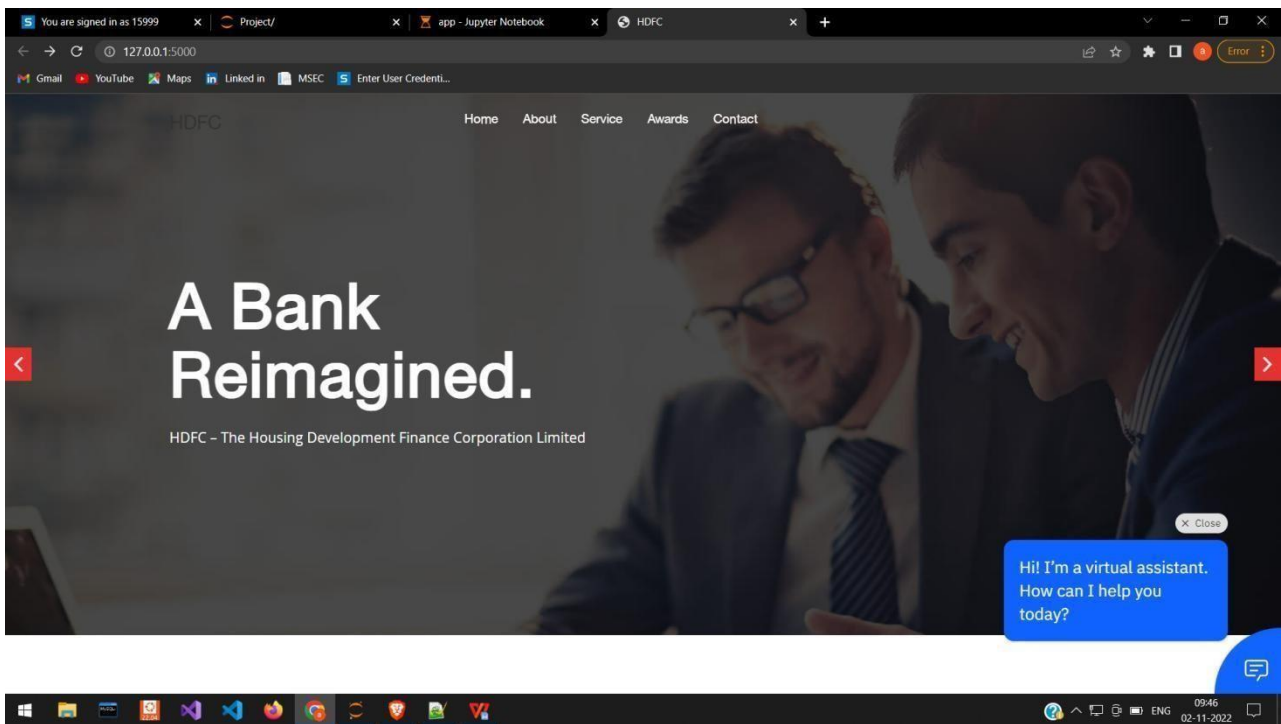 You are signed in as 15999
Project/
app - Jupyter Notebook
HDFC
127.0.0.1:5000
Error
Gmail
YouTube
Maps
Linked in
MSEC
Enter User Credenti...
HDFC
Home About Service Awards Contact
A Bank
Reimagined.
HDFC – The Housing Development Finance Corporation Limited
× Close
Hi! I'm a virtual assistant.
How can I help you
today?
ENG
09:46
02-11-2022